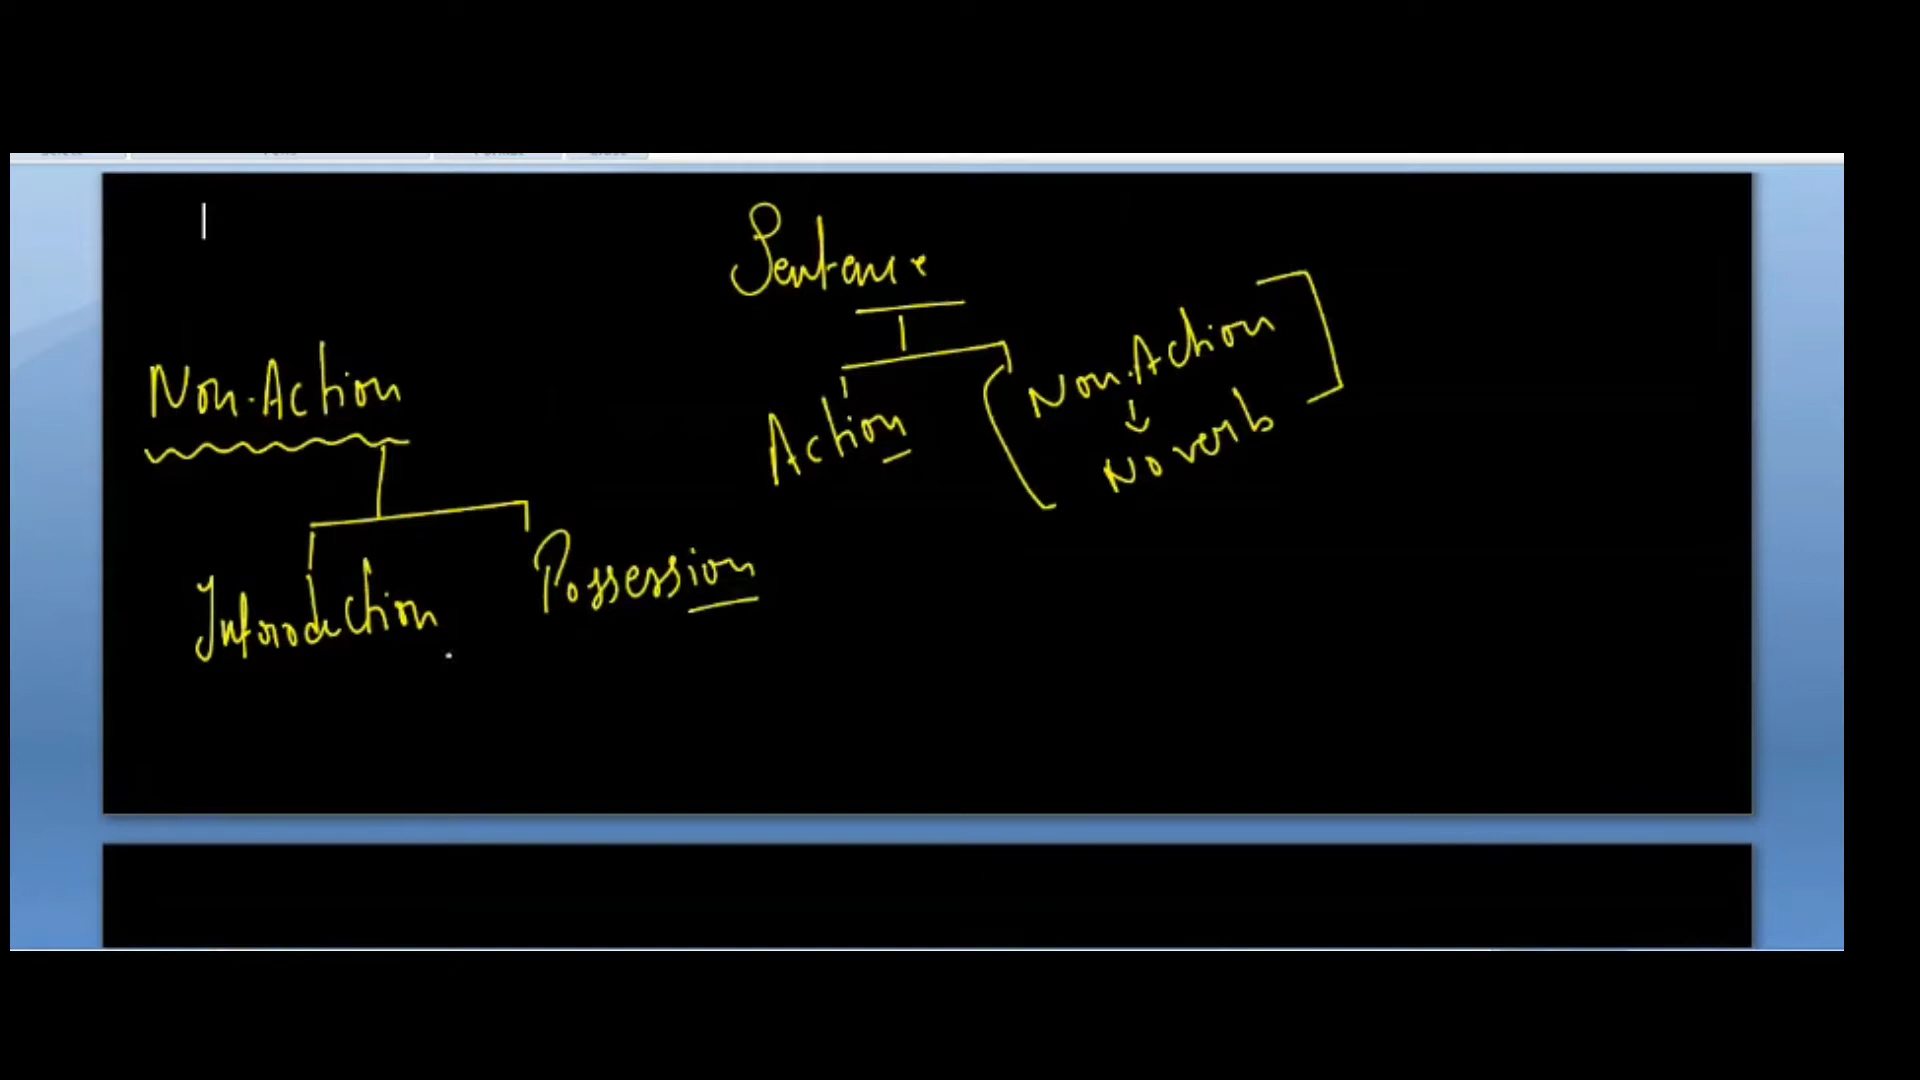 Sentence
Non-Action
Action
Non-Action
No verb
Introduction
Possession